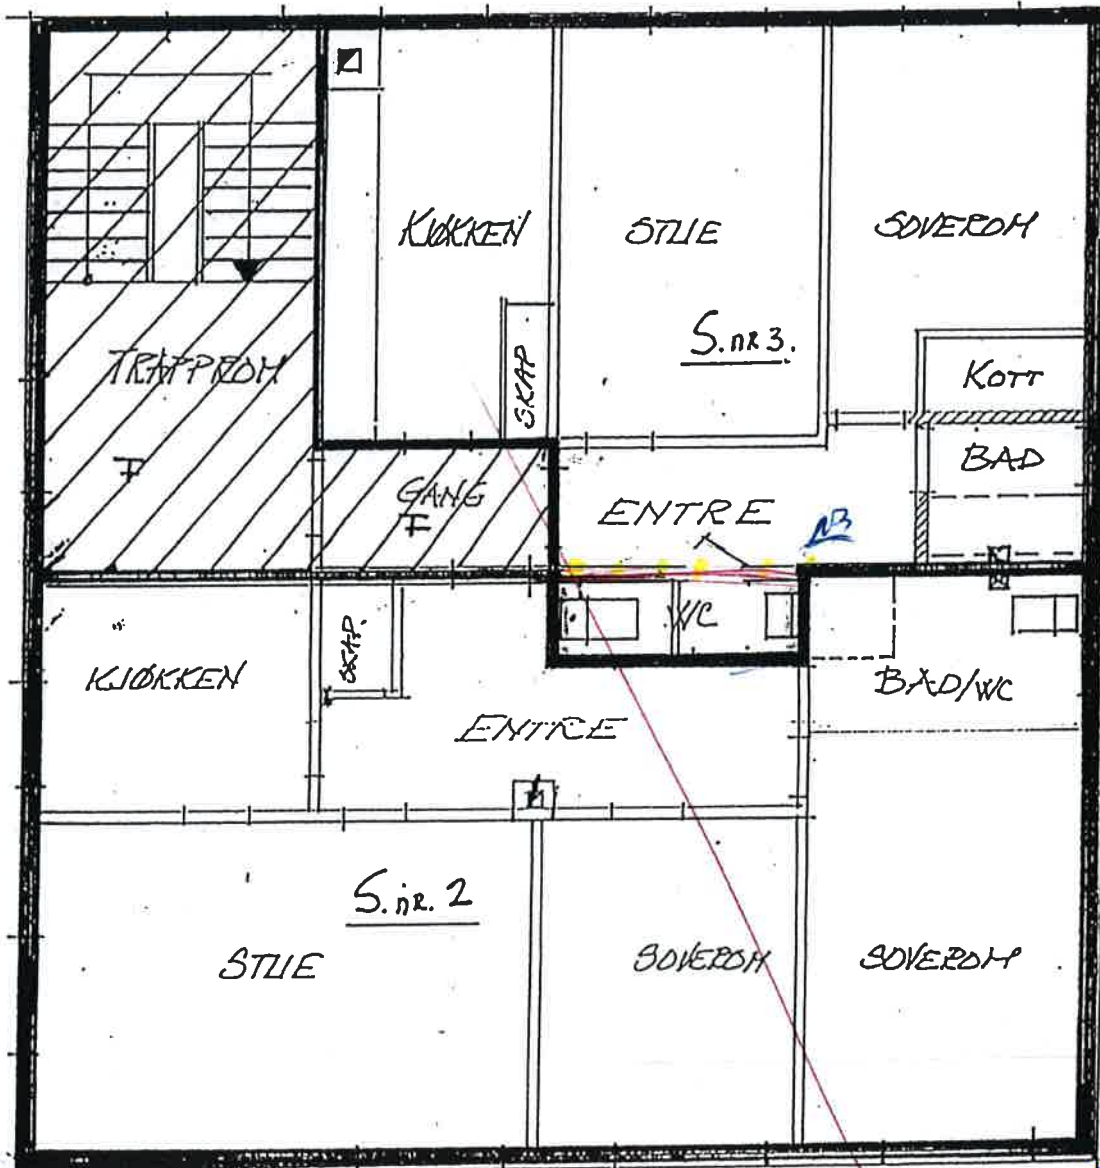 KJØKKEN
STUE
SOVEROM
S.nr 3.
TRAPPROM
SKAP
KOTT
BAD
F
GANG
F
ENTRE
NB
WC
KJØKKEN
SKAP.
BAD/WC
ENTRE
S.nr. 2
STUE
SOVEROM
SOVEROM